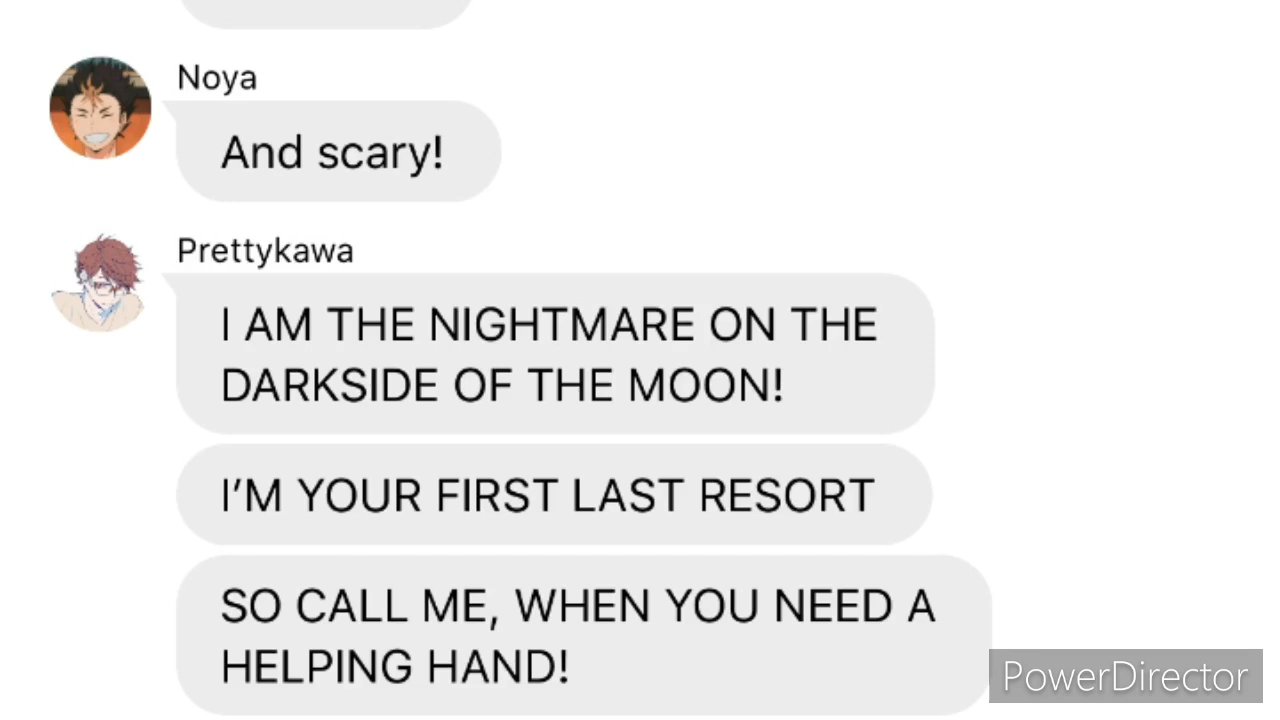 Noya
And scary!
Prettykawa
I AM THE NIGHTMARE ON THE
DARKSIDE OF THE MOON!
I’M YOUR FIRST LAST RESORT
SO CALL ME, WHEN YOU NEED A
HELPING HAND!
PowerDirector